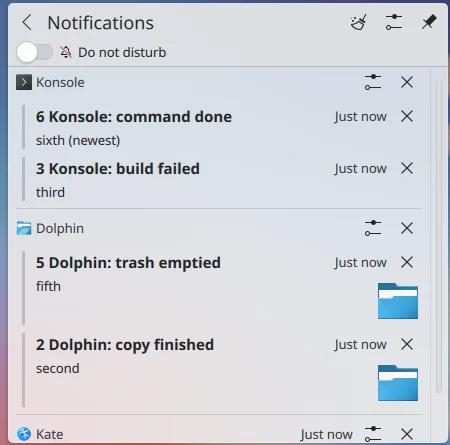 Notifications
Do not disturb
Konsole
6 Konsole: command done Just now
sixth (newest)
3 Konsole: build failed Just now
third
Dolphin
5 Dolphin: trash emptied Just now
fifth
2 Dolphin: copy finished Just now
second
Kate Just now